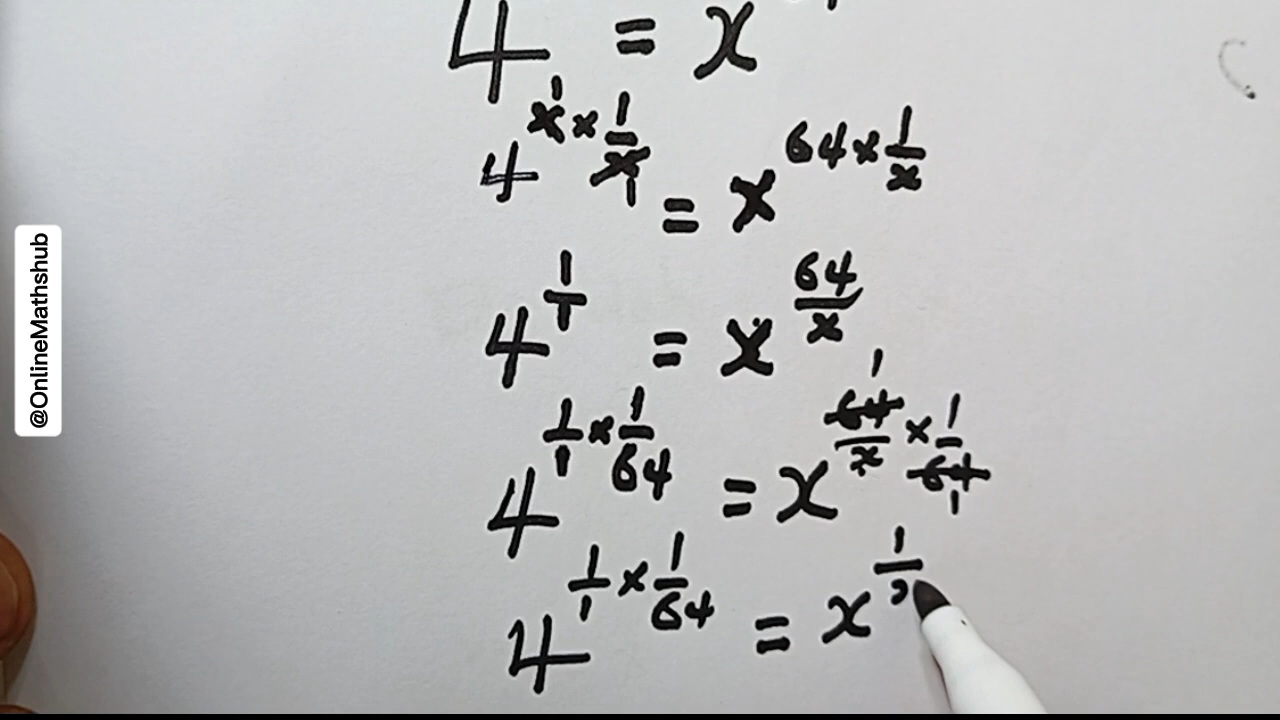 4 = x
4^{x × 1/x} = x^{64 × 1/x}
4^{1/1} = x^{64/x}
4^{1/1 × 1/64} = x^{64/x × 1/64}
4^{1/1 × 1/64} = x^{1/}
@OnlineMathshub